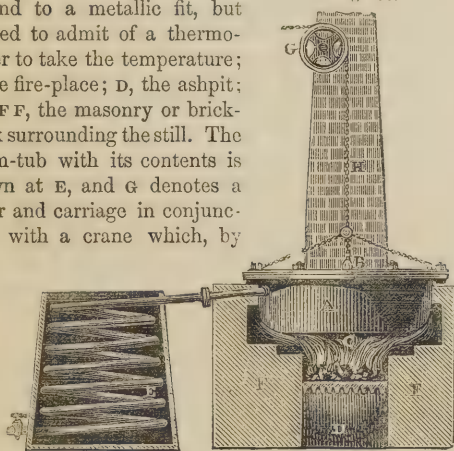 nd to a metallic fit, but
ed to admit of a thermo-
r to take the temperature;
e fire-place; D, the ashpit;
F F, the masonry or brick-
k surrounding the still. The
m-tub with its contents is
wn at E, and G denotes a
r and carriage in conjunc-
with a crane which, by
G
H
B
A
C
E
F
F
D